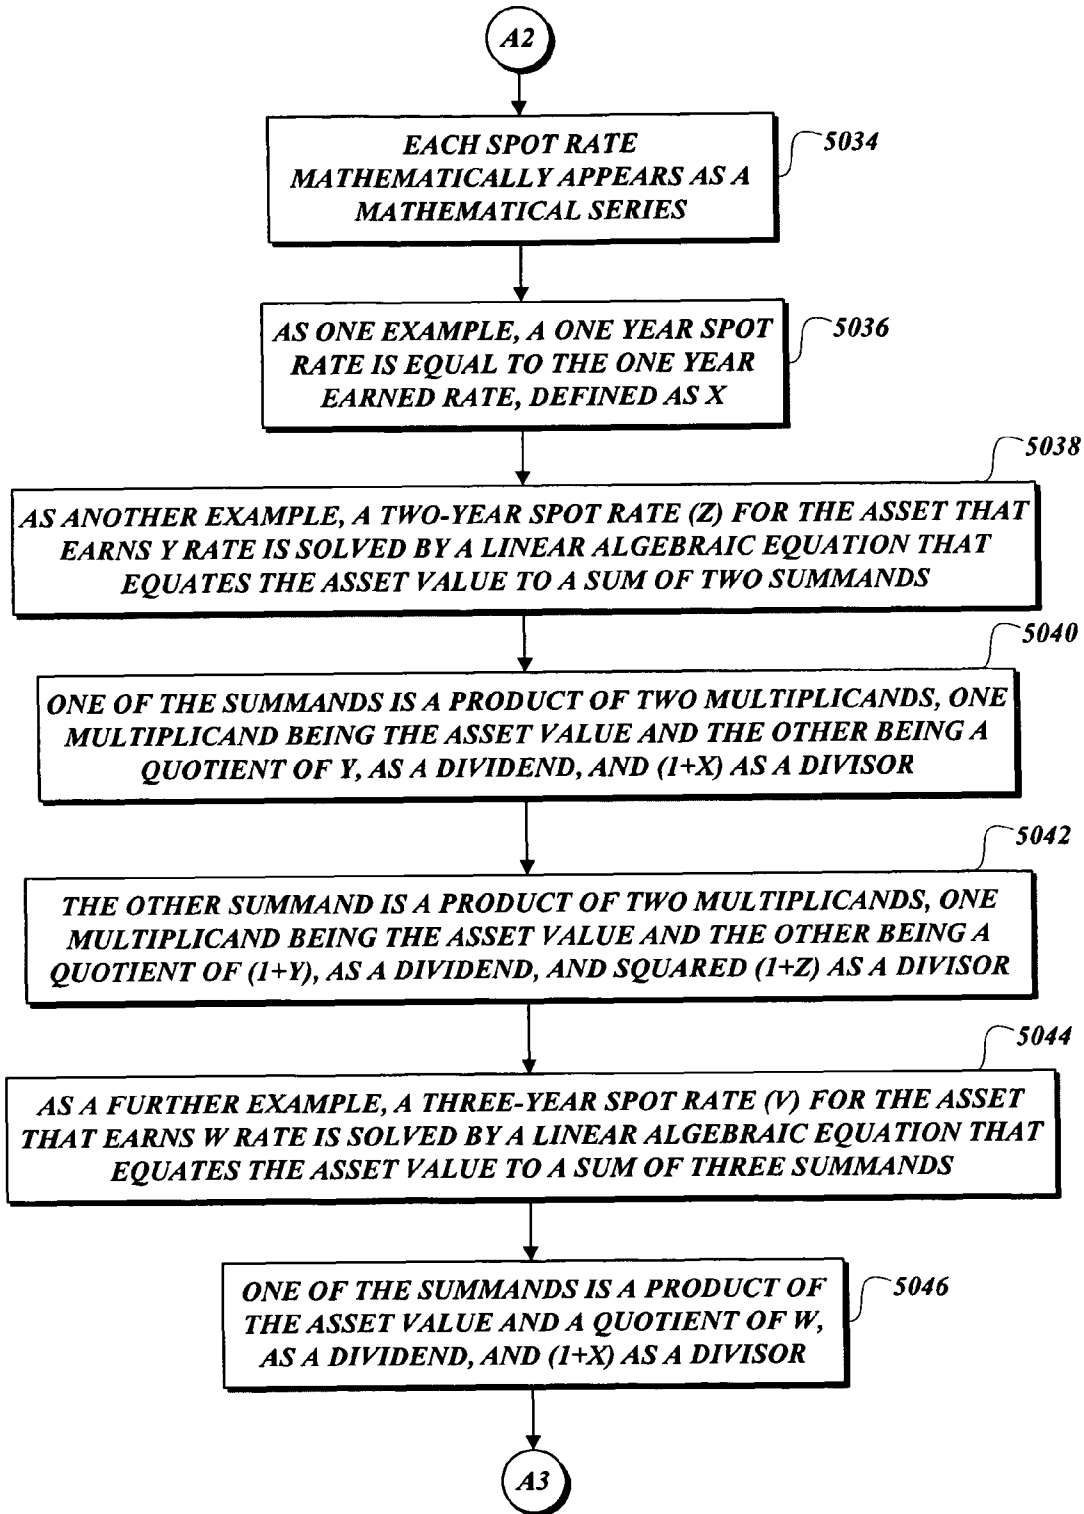 A2
EACH SPOT RATE
MATHEMATICALLY APPEARS AS A
MATHEMATICAL SERIES
5034
AS ONE EXAMPLE, A ONE YEAR SPOT
RATE IS EQUAL TO THE ONE YEAR
EARNED RATE, DEFINED AS X
5036
5038
AS ANOTHER EXAMPLE, A TWO-YEAR SPOT RATE (Z) FOR THE ASSET THAT
EARNS Y RATE IS SOLVED BY A LINEAR ALGEBRAIC EQUATION THAT
EQUATES THE ASSET VALUE TO A SUM OF TWO SUMMANDS
5040
ONE OF THE SUMMANDS IS A PRODUCT OF TWO MULTIPLICANDS, ONE
MULTIPLICAND BEING THE ASSET VALUE AND THE OTHER BEING A
QUOTIENT OF Y, AS A DIVIDEND, AND (1+X) AS A DIVISOR
5042
THE OTHER SUMMAND IS A PRODUCT OF TWO MULTIPLICANDS, ONE
MULTIPLICAND BEING THE ASSET VALUE AND THE OTHER BEING A
QUOTIENT OF (1+Y), AS A DIVIDEND, AND SQUARED (1+Z) AS A DIVISOR
5044
AS A FURTHER EXAMPLE, A THREE-YEAR SPOT RATE (V) FOR THE ASSET
THAT EARNS W RATE IS SOLVED BY A LINEAR ALGEBRAIC EQUATION THAT
EQUATES THE ASSET VALUE TO A SUM OF THREE SUMMANDS
ONE OF THE SUMMANDS IS A PRODUCT OF
THE ASSET VALUE AND A QUOTIENT OF W,
AS A DIVIDEND, AND (1+X) AS A DIVISOR
5046
A3